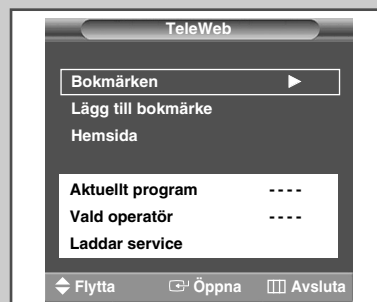 TeleWeb
Bokmärken
Lägg till bokmärke
Hemsida
Aktuellt program ----
Vald operatör ----
Laddar service
Flytta Öppna Avsluta